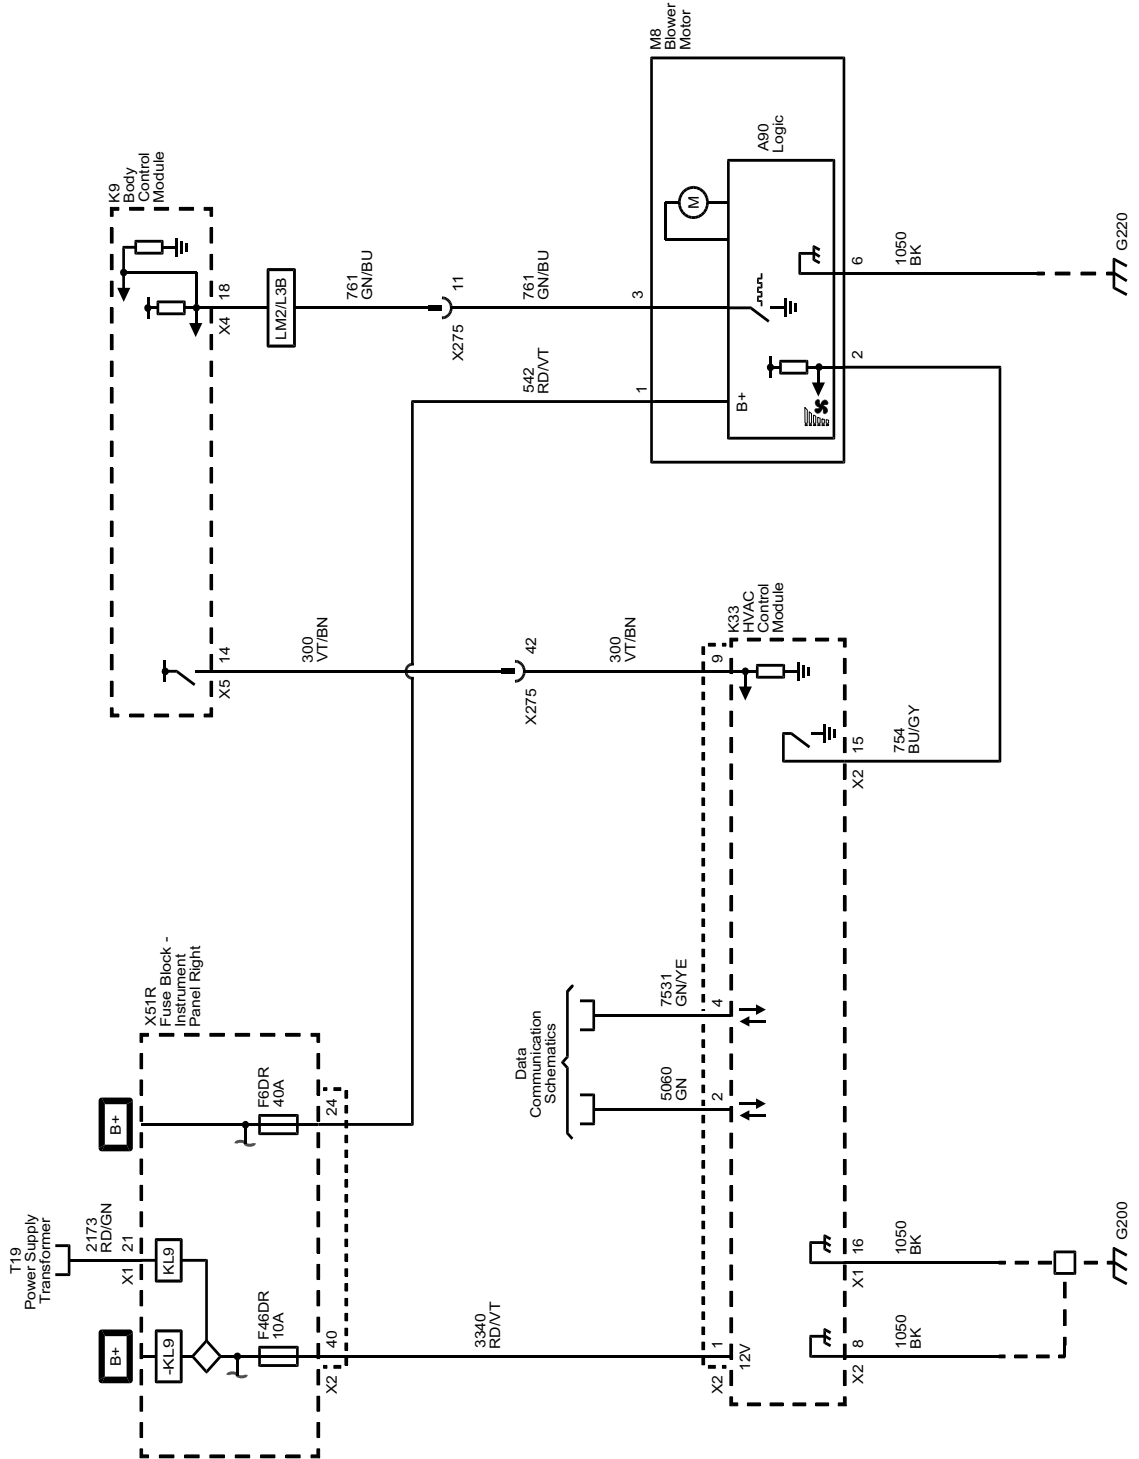 T19
Power Supply
Transformer
B+
2173
RD/GN
X1
21
B+
-KL9
KL9
X51R
Fuse Block -
Instrument
Panel Right
F46DR
10A
F6DR
40A
X2
40
24
3340
RD/VT
K9
Body
Control
Module
X5
14
X4
18
300
VT/BN
LM2/L3B
761
GN/BU
X275
42
X275
11
300
VT/BN
542
RD/VT
761
GN/BU
Data
Communication
Schematics
5060
GN
7531
GN/YE
X2
1
2
4
9
12V
K33
HVAC
Control
Module
X2
8
X1
16
X2
15
1050
BK
1050
BK
754
BU/GY
G200
M8
Blower
Motor
1
3
B+
M
A90
Logic
2
6
1050
BK
G220